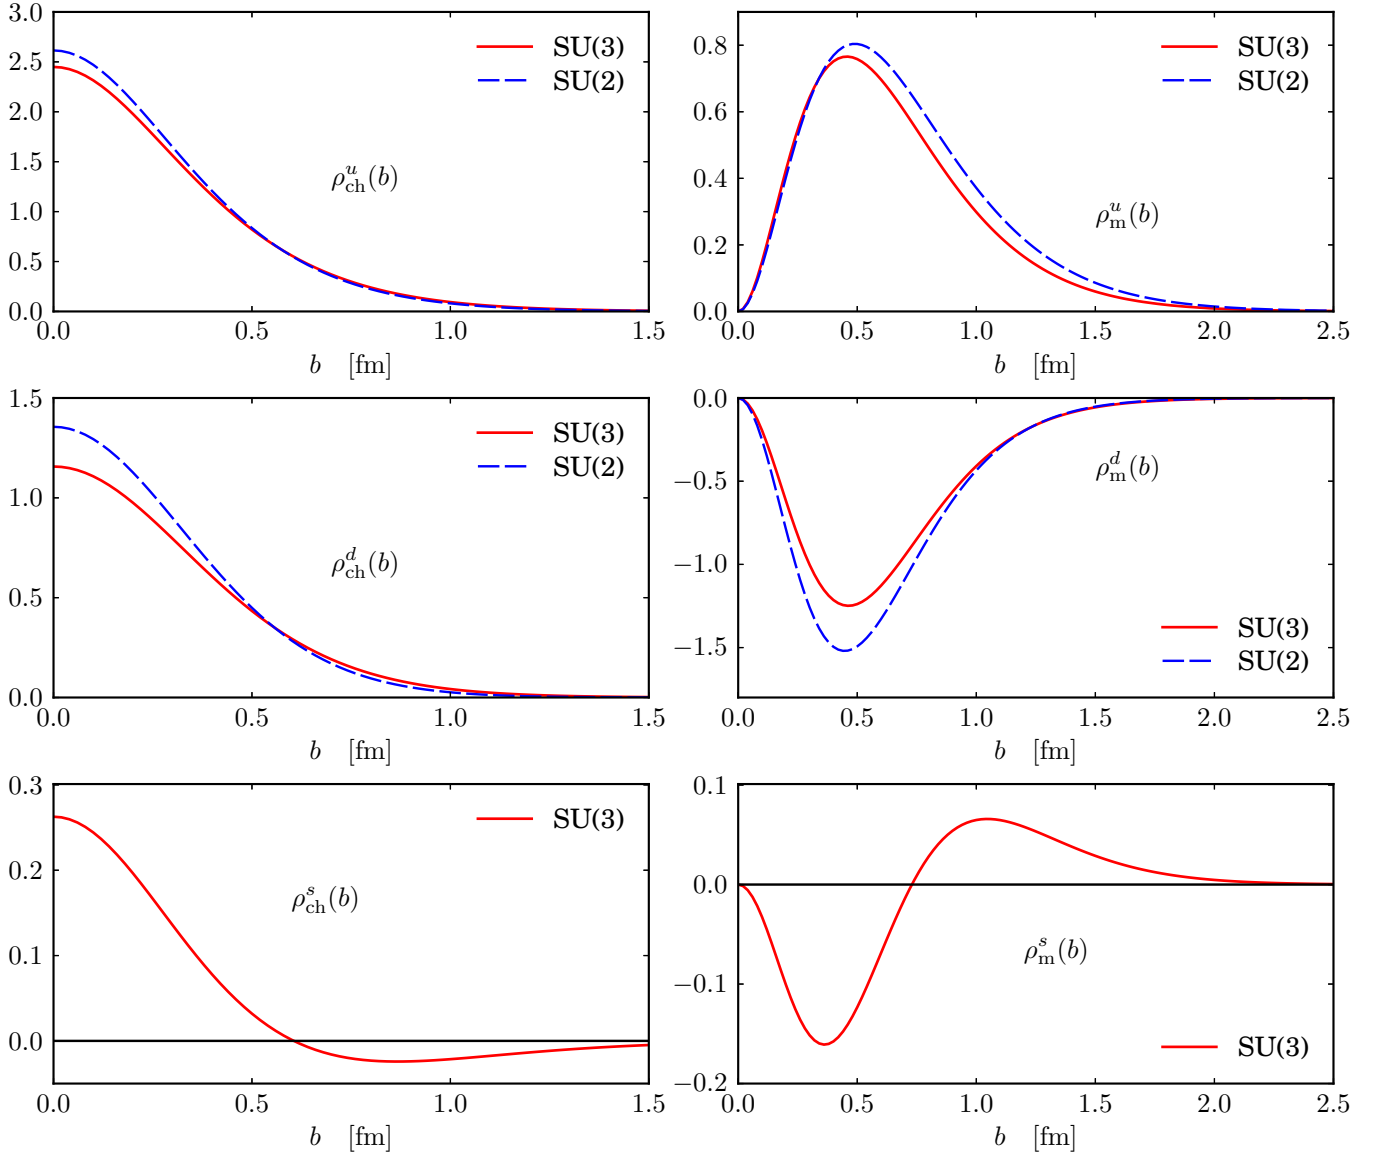 3.0
2.5
2.0
1.5
1.0
0.5
0.0
SU(3)
SU(2)
ρ^u_ch(b)
0.0 0.5 1.0 1.5
b [fm]
0.8
0.6
0.4
0.2
0.0
SU(3)
SU(2)
ρ^u_m(b)
0.0 0.5 1.0 1.5 2.0 2.5
b [fm]
1.5
1.0
0.5
0.0
SU(3)
SU(2)
ρ^d_ch(b)
0.0 0.5 1.0 1.5
b [fm]
0.0
−0.5
−1.0
−1.5
ρ^d_m(b)
SU(3)
SU(2)
0.0 0.5 1.0 1.5 2.0 2.5
b [fm]
0.3
0.2
0.1
0.0
SU(3)
ρ^s_ch(b)
0.0 0.5 1.0 1.5
b [fm]
0.1
0.0
−0.1
−0.2
ρ^s_m(b)
SU(3)
0.0 0.5 1.0 1.5 2.0 2.5
b [fm]